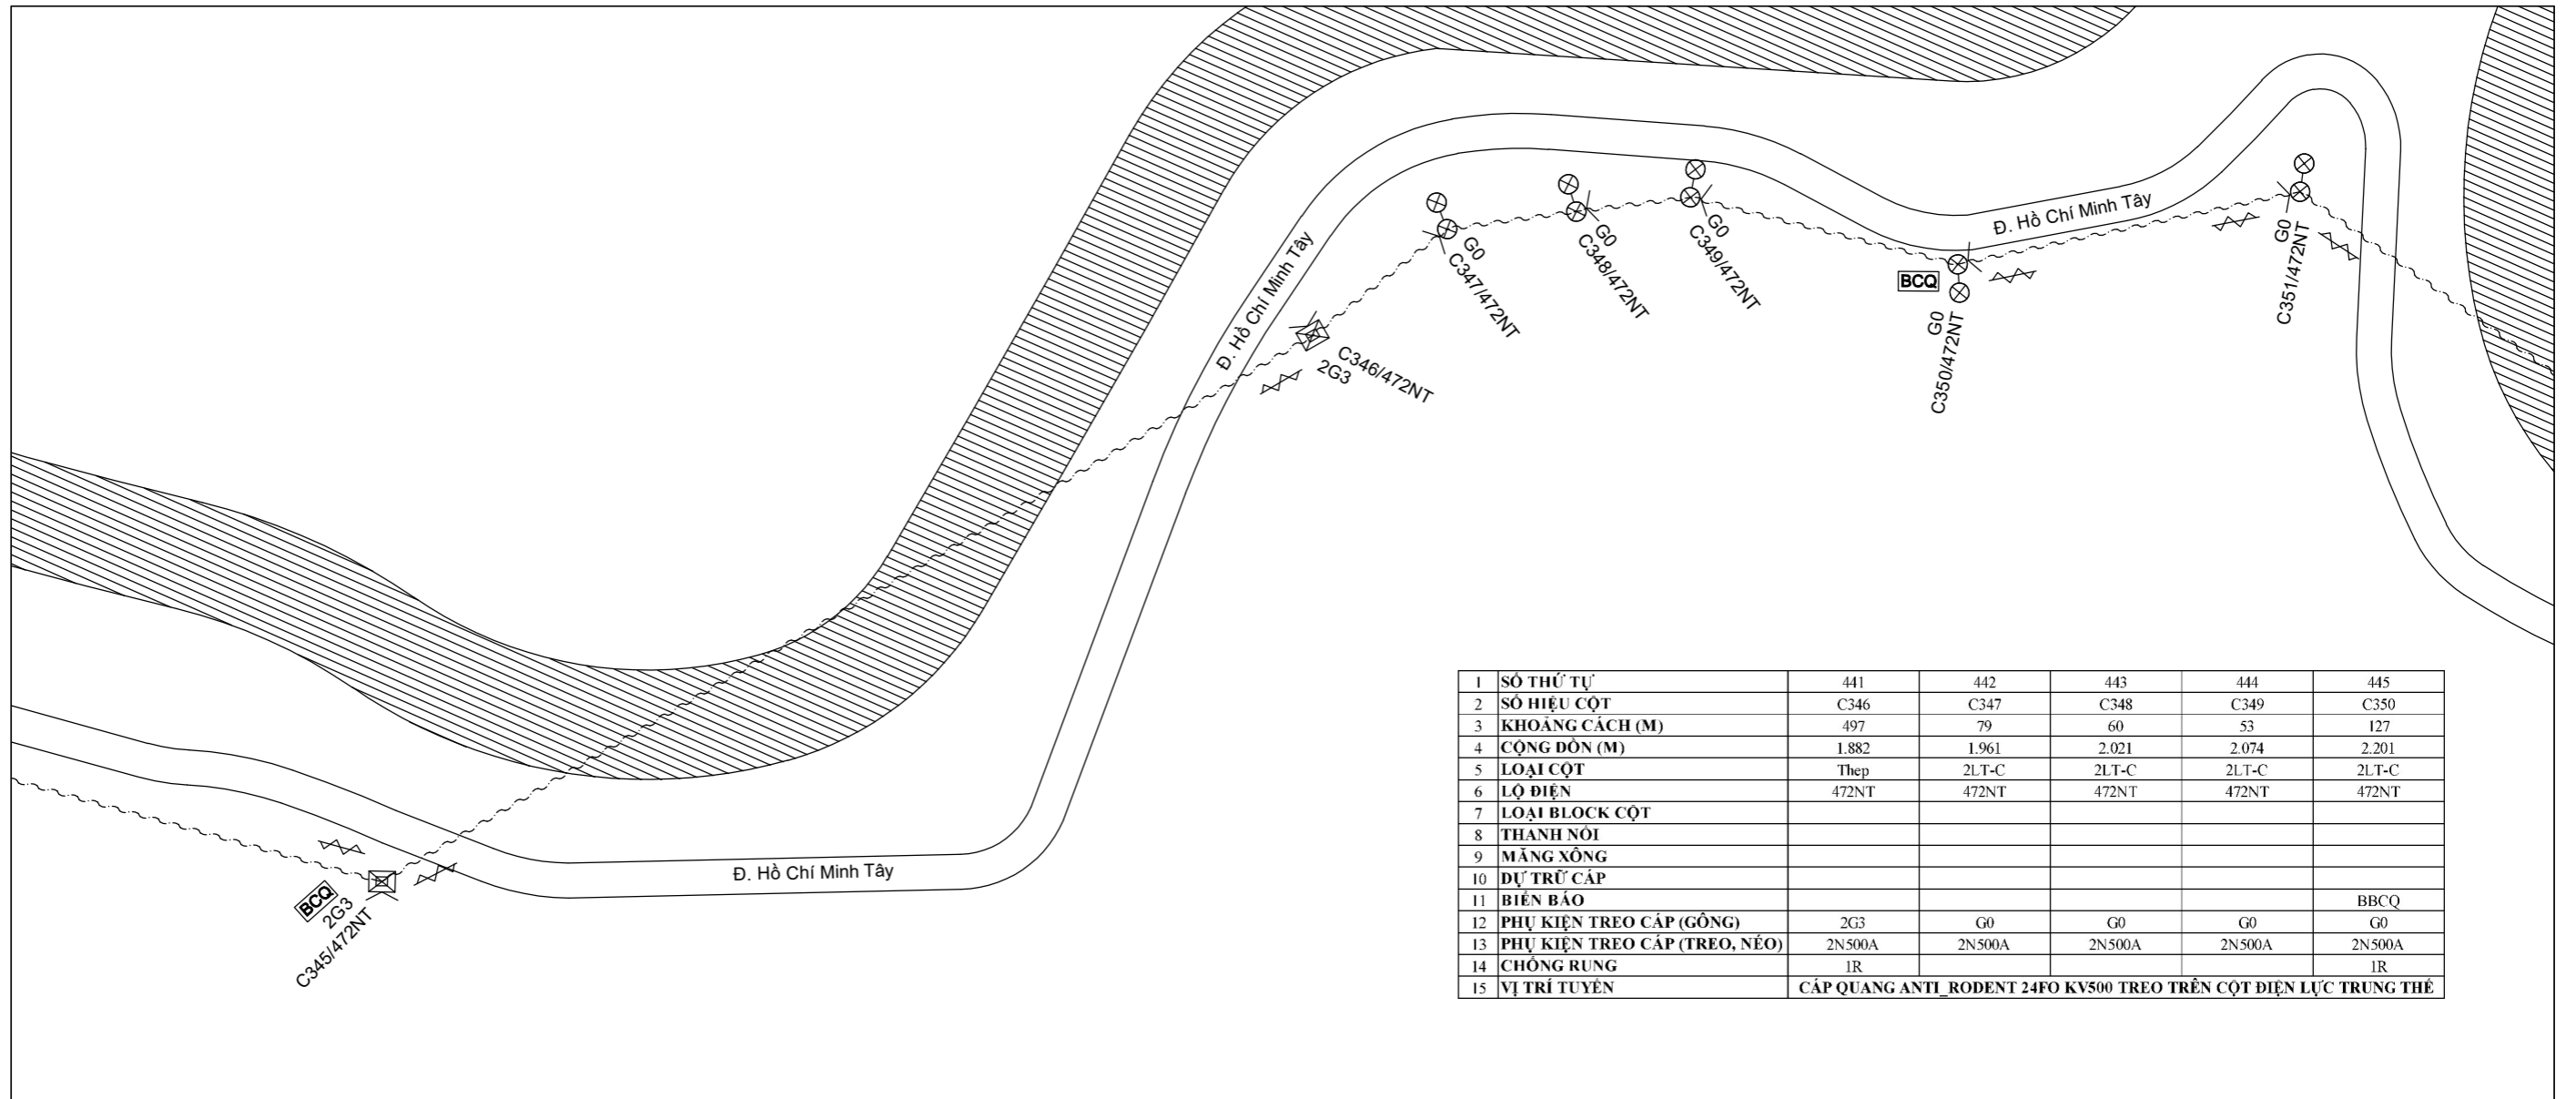 Đ. Hồ Chí Minh Tây
Đ. Hồ Chí Minh Tây
Đ. Hồ Chí Minh Tây
BCQ
2G3
C345/472NT
C346/472NT
2G3
G0
C347/472NT
G0
C348/472NT
G0
C349/472NT
BCQ
G0
C350/472NT
G0
C351/472NT
1 SỐ THỨ TỰ 441 442 443 444 445
2 SỐ HIỆU CỘT C346 C347 C348 C349 C350
3 KHOẢNG CÁCH (M) 497 79 60 53 127
4 CỘNG DỒN (M) 1.882 1.961 2.021 2.074 2.201
5 LOẠI CỘT Thep 2LT-C 2LT-C 2LT-C 2LT-C
6 LỘ ĐIỆN 472NT 472NT 472NT 472NT 472NT
7 LOẠI BLOCK CỘT
8 THANH NỐI
9 MĂNG XÔNG
10 DỰ TRỮ CÁP
11 BIỂN BÁO BBCQ
12 PHỤ KIỆN TREO CÁP (GÔNG) 2G3 G0 G0 G0 G0
13 PHỤ KIỆN TREO CÁP (TREO, NÉO) 2N500A 2N500A 2N500A 2N500A 2N500A
14 CHỐNG RUNG 1R 1R
15 VỊ TRÍ TUYẾN CÁP QUANG ANTI_RODENT 24FO KV500 TREO TRÊN CỘT ĐIỆN LỰC TRUNG THẾ